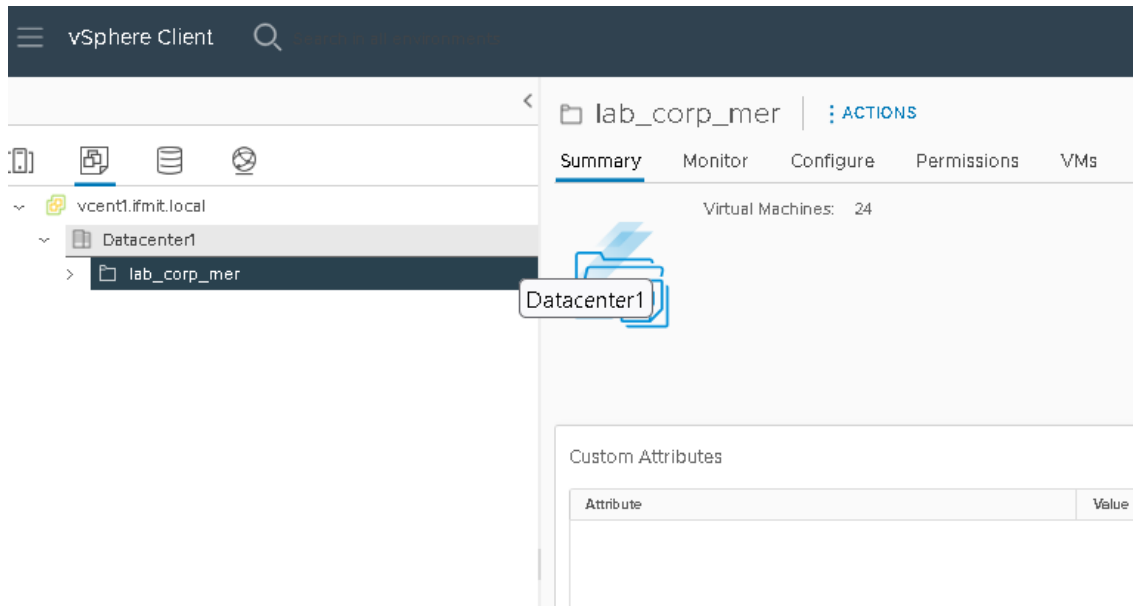 vSphere Client
lab_corp_mer
ACTIONS
Summary Monitor Configure Permissions VMs
vcent1.ifmit.local
Datacenter1
lab_corp_mer
Virtual Machines: 24
Datacenter1
Custom Attributes
Attribute Value